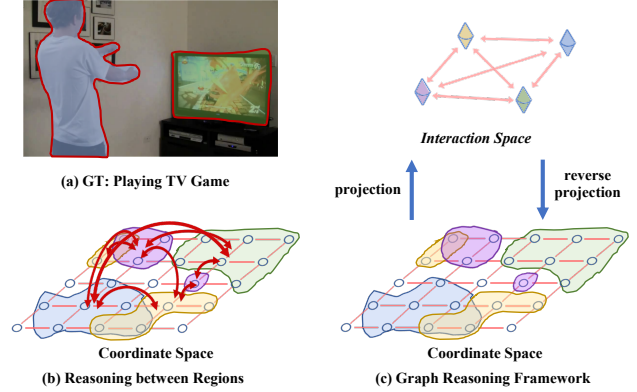 (a) GT: Playing TV Game
Interaction Space
projection
reverse
projection
Coordinate Space
(b) Reasoning between Regions
Coordinate Space
(c) Graph Reasoning Framework